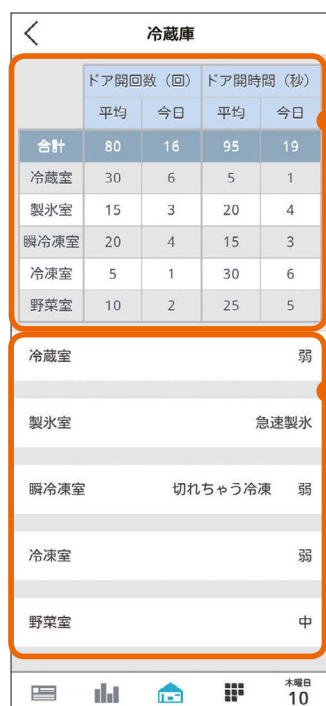 冷蔵庫
ドア開回数（回） ドア開時間（秒）
平均 今日 平均 今日
合計 80 16 95 19
冷蔵室 30 6 5 1
製氷室 15 3 20 4
瞬冷凍室 20 4 15 3
冷凍室 5 1 30 6
野菜室 10 2 25 5
冷蔵室 弱
製氷室 急速製氷
瞬冷凍室 切れちゃう冷凍 弱
冷凍室 弱
野菜室 中
木曜日
10